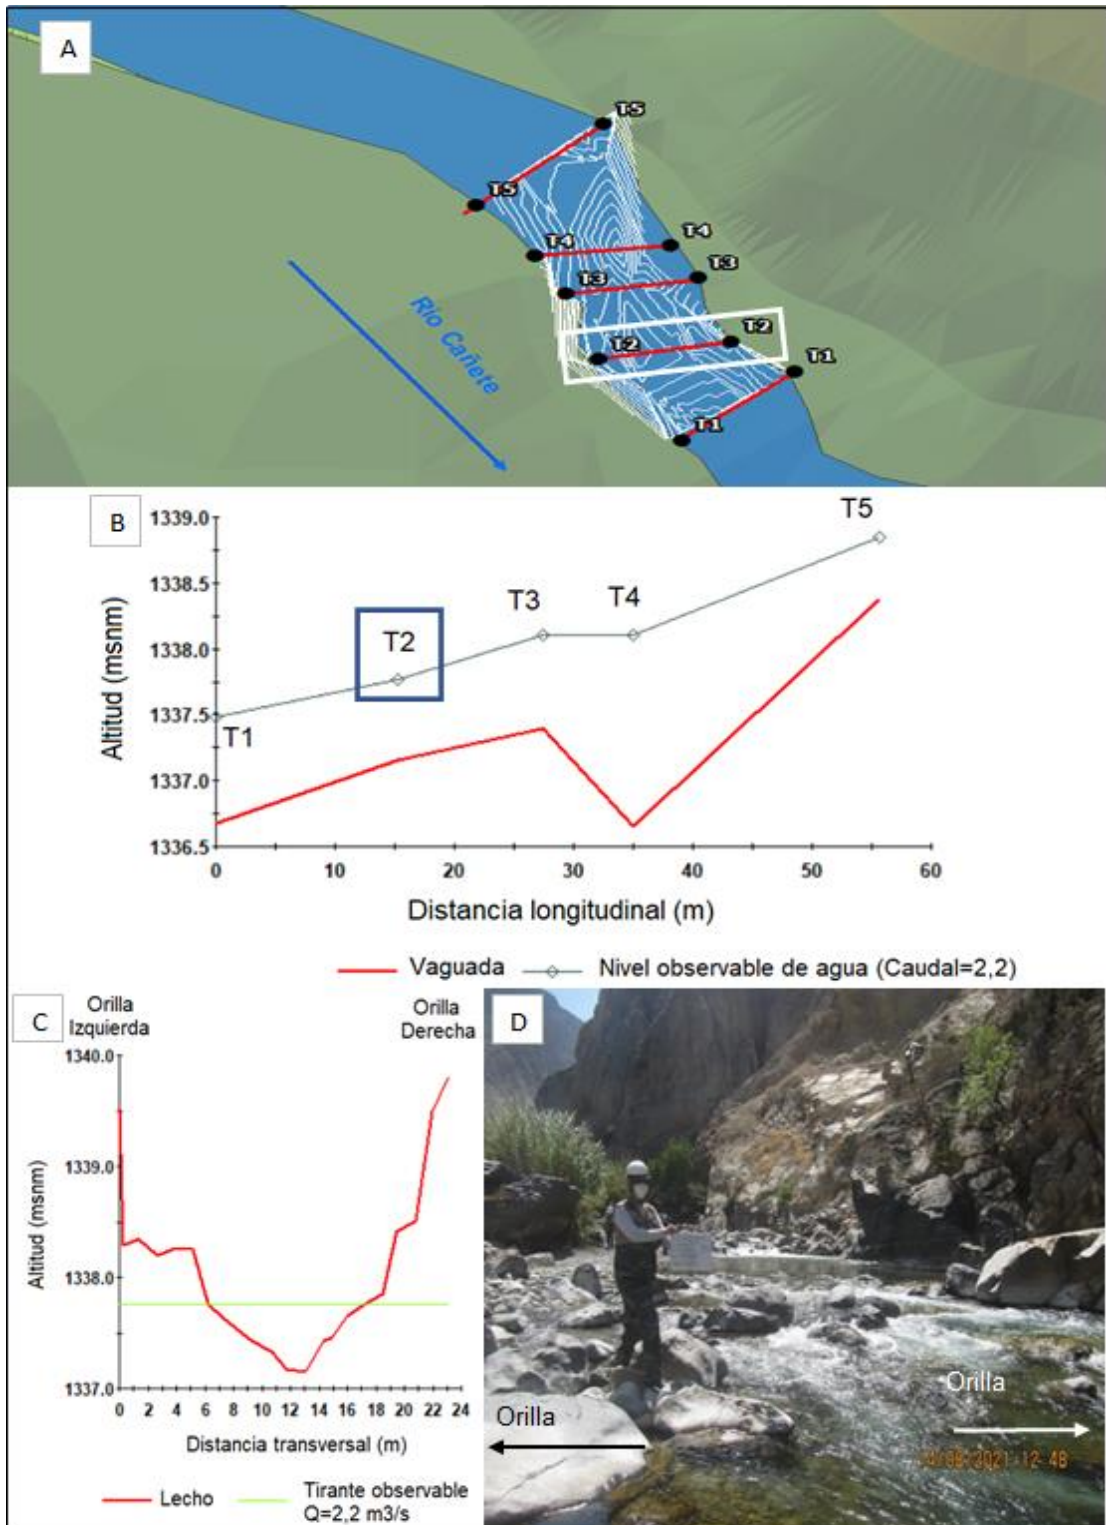 A
T5
T5
T4
T4
T3
T3
T2
T2
T1
T1
Río Cañete
B
Altitud (msnm)
1339.0
1338.5
1338.0
1337.5
1337.0
1336.5
T1
T2
T3
T4
T5
0 10 20 30 40 50 60
Distancia longitudinal (m)
Vaguada Nivel observable de agua (Caudal=2,2)
C
Orilla
Izquierda
Orilla
Derecha
Altitud (msnm)
1340.0
1339.0
1338.0
1337.0
0 2 4 6 8 10 12 13 14 16 18 20 22 24
Distancia transversal (m)
Lecho Tirante observable
Q=2,2 m3/s
D
Orilla
Orilla